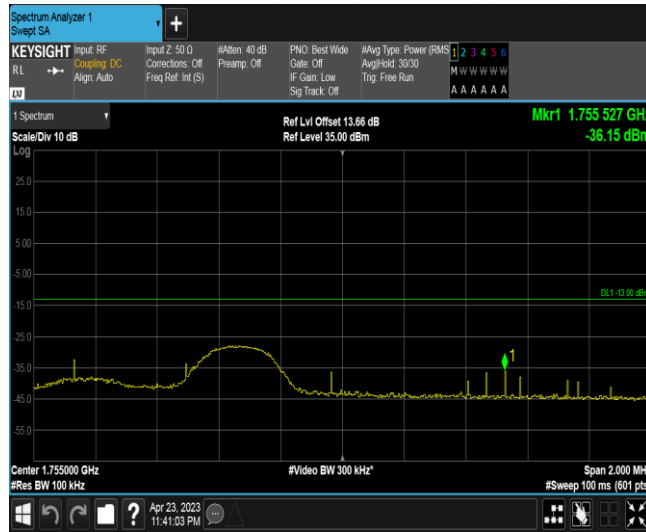 Spectrum Analyzer 1
Swept SA
KEYSIGHT Input: RF Input Z: 50 Ω #Atten: 40 dB PNO: Best Wide #Avg Type: Power (RMS 1 2 3 4 5 6
RL Coupling: DC Corrections: Off Preamp: Off Gate: Off Avg|Hold: 30/30 M W W W W W
Align: Auto Freq Ref: Int (S) IF Gain: Low Trig: Free Run
Sig Track: Off A A A A A A
LXI
1 Spectrum Ref Lvl Offset 13.66 dB Mkr1 1.755 527 GHz
Scale/Div 10 dB Ref Level 35.00 dBm -36.15 dBm
Log
25.0
15.0
5.00
-5.00
DL1 -13.00 dBm
-15.0
-25.0
1
-35.0
-45.0
-55.0
Center 1.755000 GHz #Video BW 300 kHz* Span 2.000 MH
#Res BW 100 kHz #Sweep 100 ms (601 pts
Apr 23, 2023
11:41:03 PM